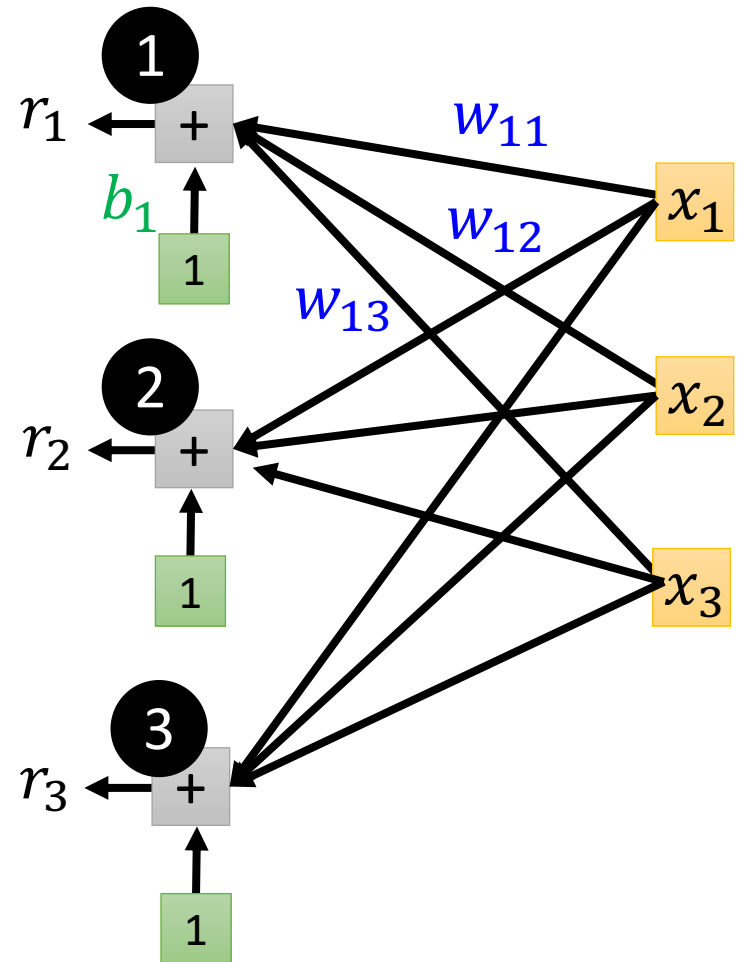 1
r₁ + w₁₁
b₁ x₁
w₁₂
1
w₁₃
2
x₂
r₂ +
1 x₃
3
r₃ +
1